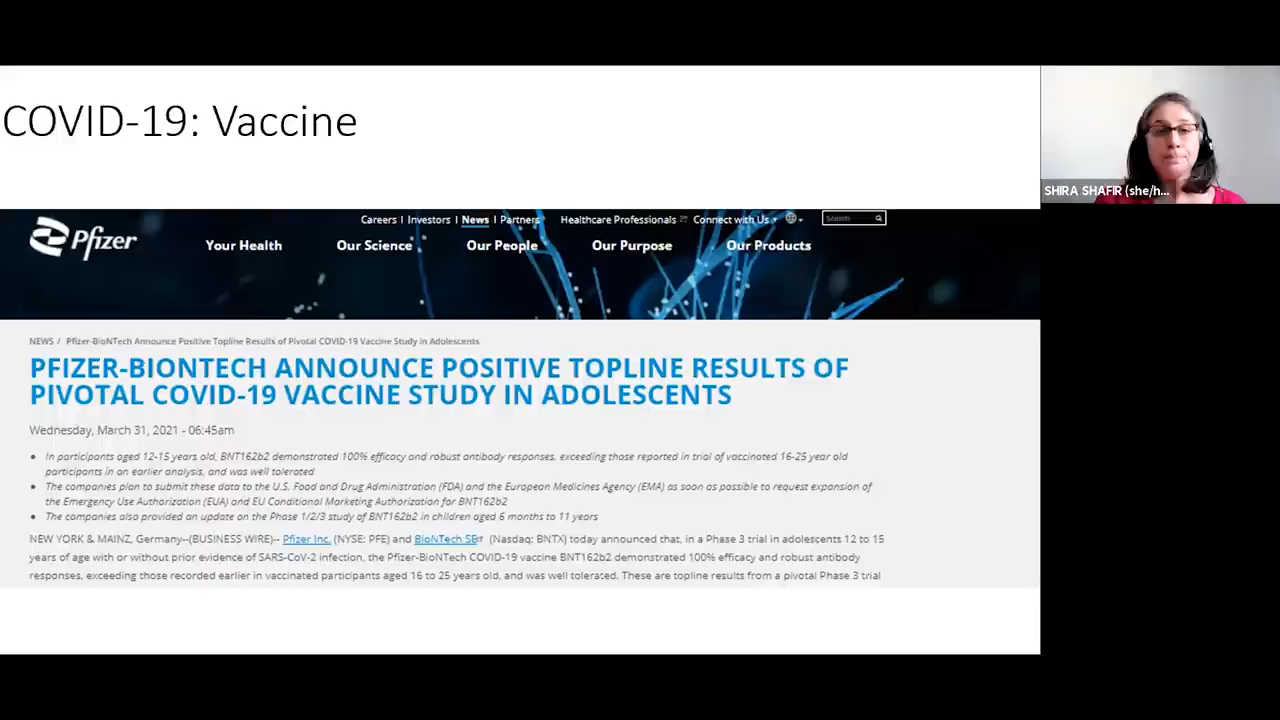 COVID-19: Vaccine
SHIRA SHAFIR (she/h...
Careers | Investors | News | Partners Healthcare Professionals Connect with Us Search
Pfizer
Your Health Our Science Our People Our Purpose Our Products
NEWS / Pfizer-BioNTech Announce Positive Topline Results of Pivotal COVID-19 Vaccine Study in Adolescents
PFIZER-BIONTECH ANNOUNCE POSITIVE TOPLINE RESULTS OF
PIVOTAL COVID-19 VACCINE STUDY IN ADOLESCENTS
Wednesday, March 31, 2021 - 06:45am
• In participants aged 12-15 years old, BNT162b2 demonstrated 100% efficacy and robust antibody responses, exceeding those reported in trial of vaccinated 16-25 year old
participants in an earlier analysis, and was well tolerated
• The companies plan to submit these data to the U.S. Food and Drug Administration (FDA) and the European Medicines Agency (EMA) as soon as possible to request expansion of
the Emergency Use Authorization (EUA) and EU Conditional Marketing Authorization for BNT162b2
• The companies also provided an update on the Phase 1/2/3 study of BNT162b2 in children aged 6 months to 11 years
NEW YORK & MAINZ, Germany--(BUSINESS WIRE)-- Pfizer Inc. (NYSE: PFE) and BioNTech SE (Nasdaq: BNTX) today announced that, in a Phase 3 trial in adolescents 12 to 15
years of age with or without prior evidence of SARS-CoV-2 infection, the Pfizer-BioNTech COVID-19 vaccine BNT162b2 demonstrated 100% efficacy and robust antibody
responses, exceeding those recorded earlier in vaccinated participants aged 16 to 25 years old, and was well tolerated. These are topline results from a pivotal Phase 3 trial